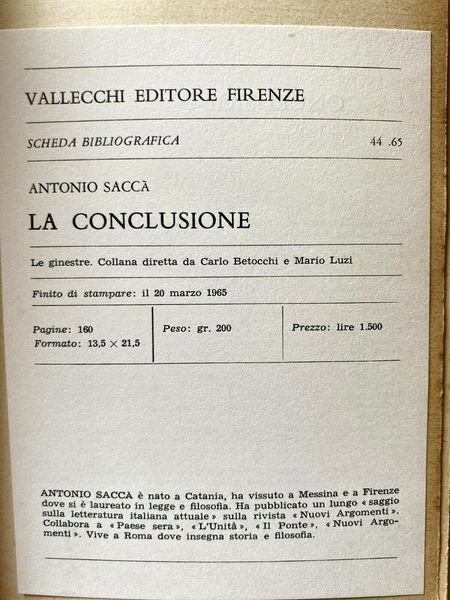 VALLECCHI EDITORE FIRENZE
SCHEDA BIBLIOGRAFICA 44 .65
ANTONIO SACCÀ
LA CONCLUSIONE
Le ginestre. Collana diretta da Carlo Betocchi e Mario Luzi
Finito di stampare: il 20 marzo 1965
Pagine: 160 Peso: gr. 200 Prezzo: lire 1.500
Formato: 13,5 × 21,5
ANTONIO SACCÀ è nato a Catania, ha vissuto a Messina e a Firenze
dove si è laureato in legge e filosofia. Ha pubblicato un lungo « saggio
sulla letteratura italiana attuale » sulla rivista « Nuovi Argomenti ».
Collabora a « Paese sera », « L'Unità », « Il Ponte », « Nuovi Argo-
menti ». Vive a Roma dove insegna storia e filosofia.